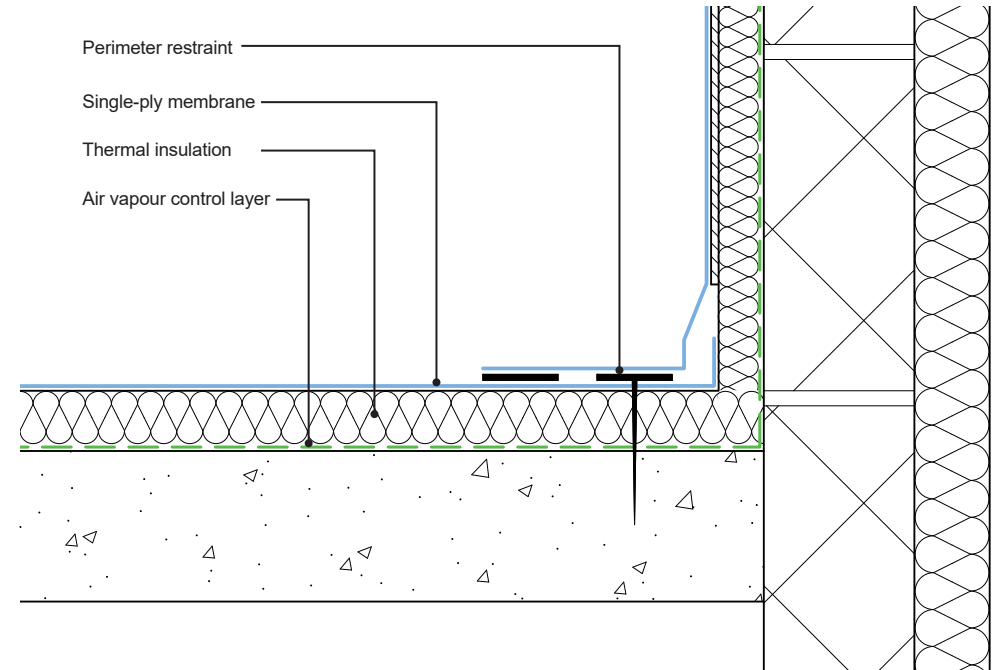 Perimeter restraint
Single-ply membrane
Thermal insulation
Air vapour control layer